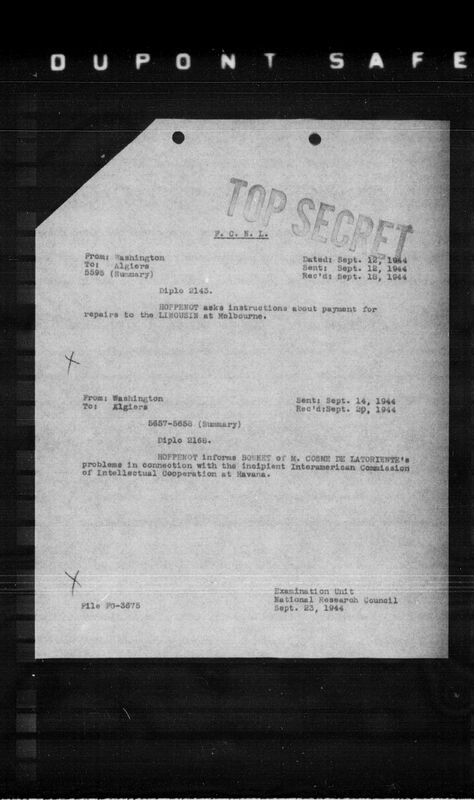 DUPONT SAFE
TOP SECRET
F. C. N. L.
From: Washington
To: Algiers
5595 (Summary)
Dated: Sept. 12, 1944
Sent: Sept. 12, 1944
Rec'd: Sept. 18, 1944
Diplo 2143.
HOPPENOT asks instructions about payment for
repairs to the LIMOUSIN at Melbourne.
From: Washington
To: Algiers
Sent: Sept. 14, 1944
Rec'd:Sept. 20, 1944
5657-5658 (Summary)
Diplo 2168.
HOPPENOT informs BONNET of M. COSME DE LATORIENTE's
problems in connection with the incipient Interamerican Commission
of Intellectual Cooperation at Havana.
File FG-3675
Examination Unit
National Research Council
Sept. 23, 1944